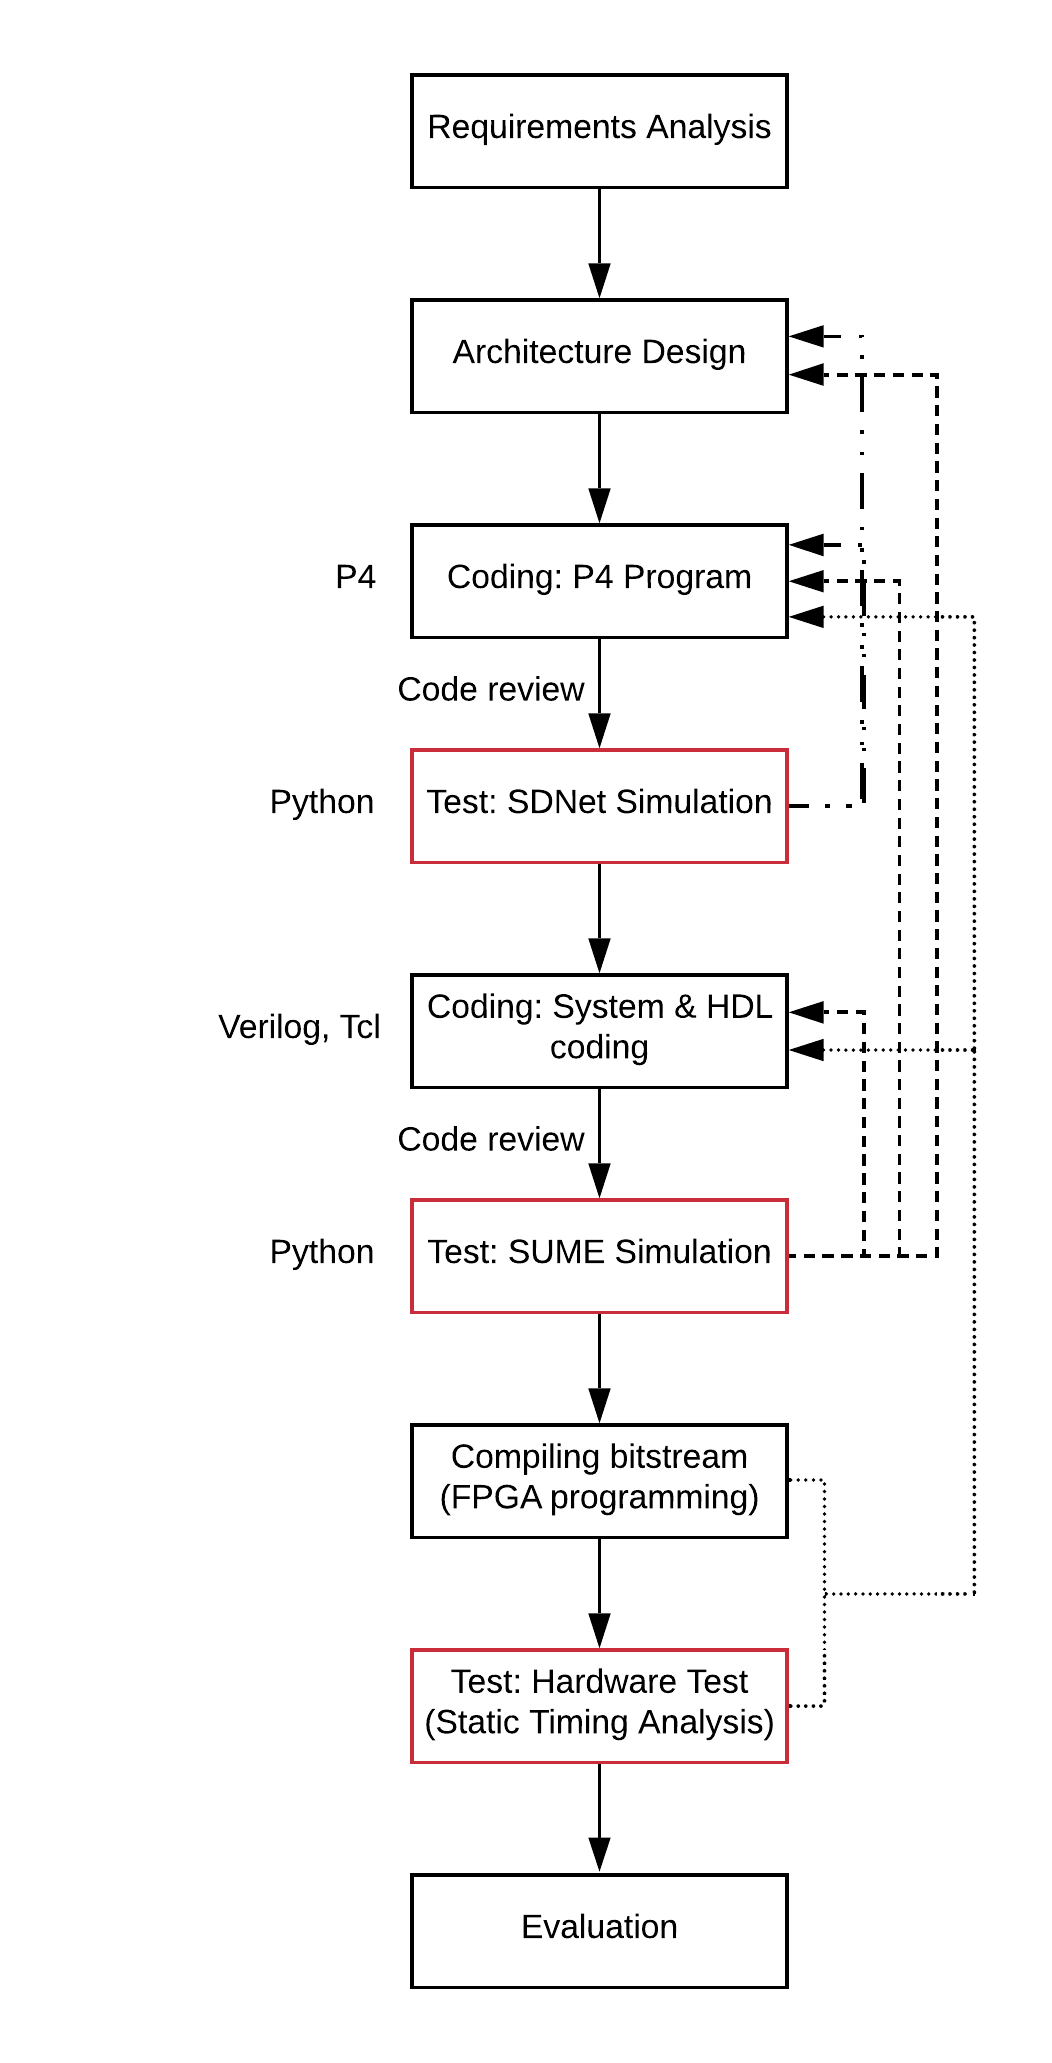 Requirements Analysis
Architecture Design
P4
Coding: P4 Program
Code review
Python
Test: SDNet Simulation
Verilog, Tcl
Coding: System & HDL
coding
Code review
Python
Test: SUME Simulation
Compiling bitstream
(FPGA programming)
Test: Hardware Test
(Static Timing Analysis)
Evaluation